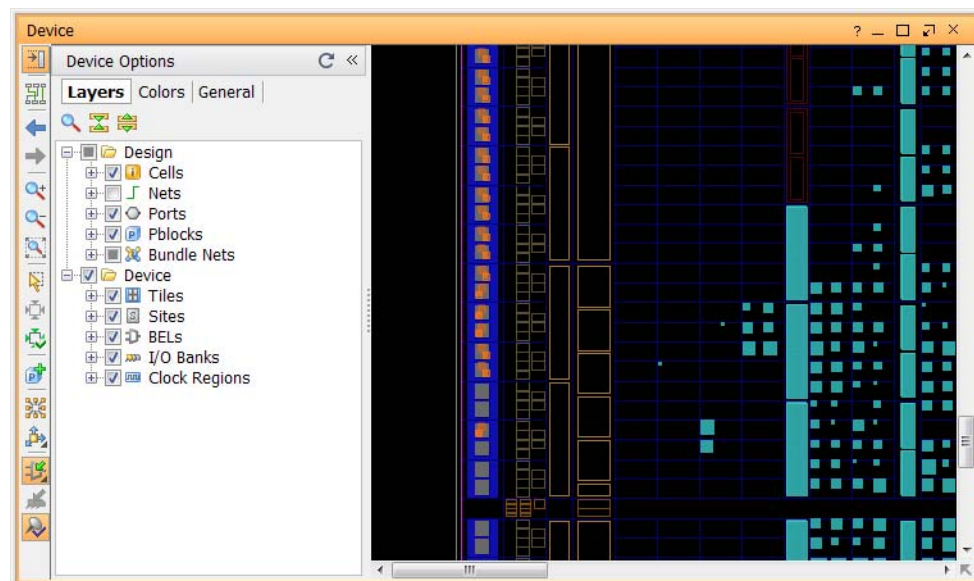 Device
Device Options
Layers Colors General
Design
Cells
Nets
Ports
Pblocks
Bundle Nets
Device
Tiles
Sites
BELs
I/O Banks
Clock Regions